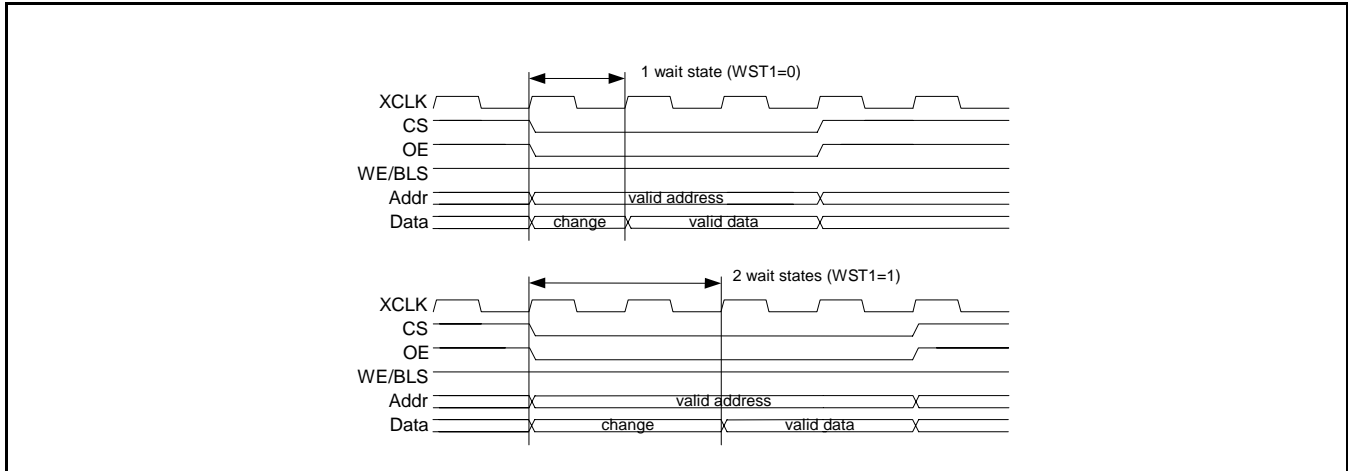 1 wait state (WST1=0)
XCLK
CS
OE
WE/BLS
Addr valid address
Data change valid data
2 wait states (WST1=1)
XCLK
CS
OE
WE/BLS
Addr valid address
Data change valid data